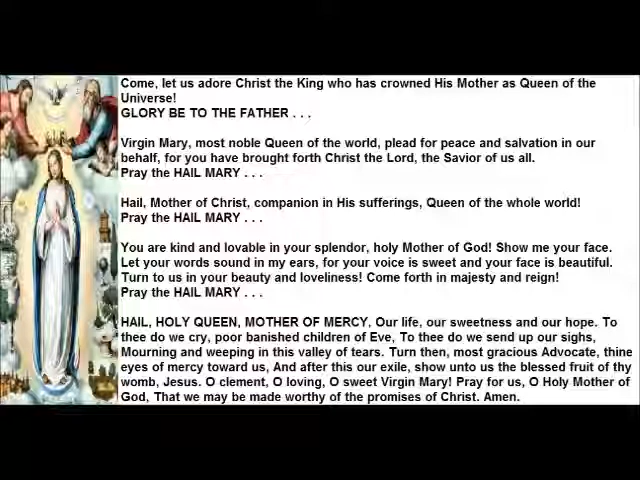 Come, let us adore Christ the King who has crowned His Mother as Queen of the
Universe!
GLORY BE TO THE FATHER . . .
Virgin Mary, most noble Queen of the world, plead for peace and salvation in our
behalf, for you have brought forth Christ the Lord, the Savior of us all.
Pray the HAIL MARY . . .
Hail, Mother of Christ, companion in His sufferings, Queen of the whole world!
Pray the HAIL MARY . . .
You are kind and lovable in your splendor, holy Mother of God! Show me your face.
Let your words sound in my ears, for your voice is sweet and your face is beautiful.
Turn to us in your beauty and loveliness! Come forth in majesty and reign!
Pray the HAIL MARY . . .
HAIL, HOLY QUEEN, MOTHER OF MERCY, Our life, our sweetness and our hope. To
thee do we cry, poor banished children of Eve, To thee do we send up our sighs,
Mourning and weeping in this valley of tears. Turn then, most gracious Advocate, thine
eyes of mercy toward us, And after this our exile, show unto us the blessed fruit of thy
womb, Jesus. O clement, O loving, O sweet Virgin Mary! Pray for us, O Holy Mother of
God, That we may be made worthy of the promises of Christ. Amen.